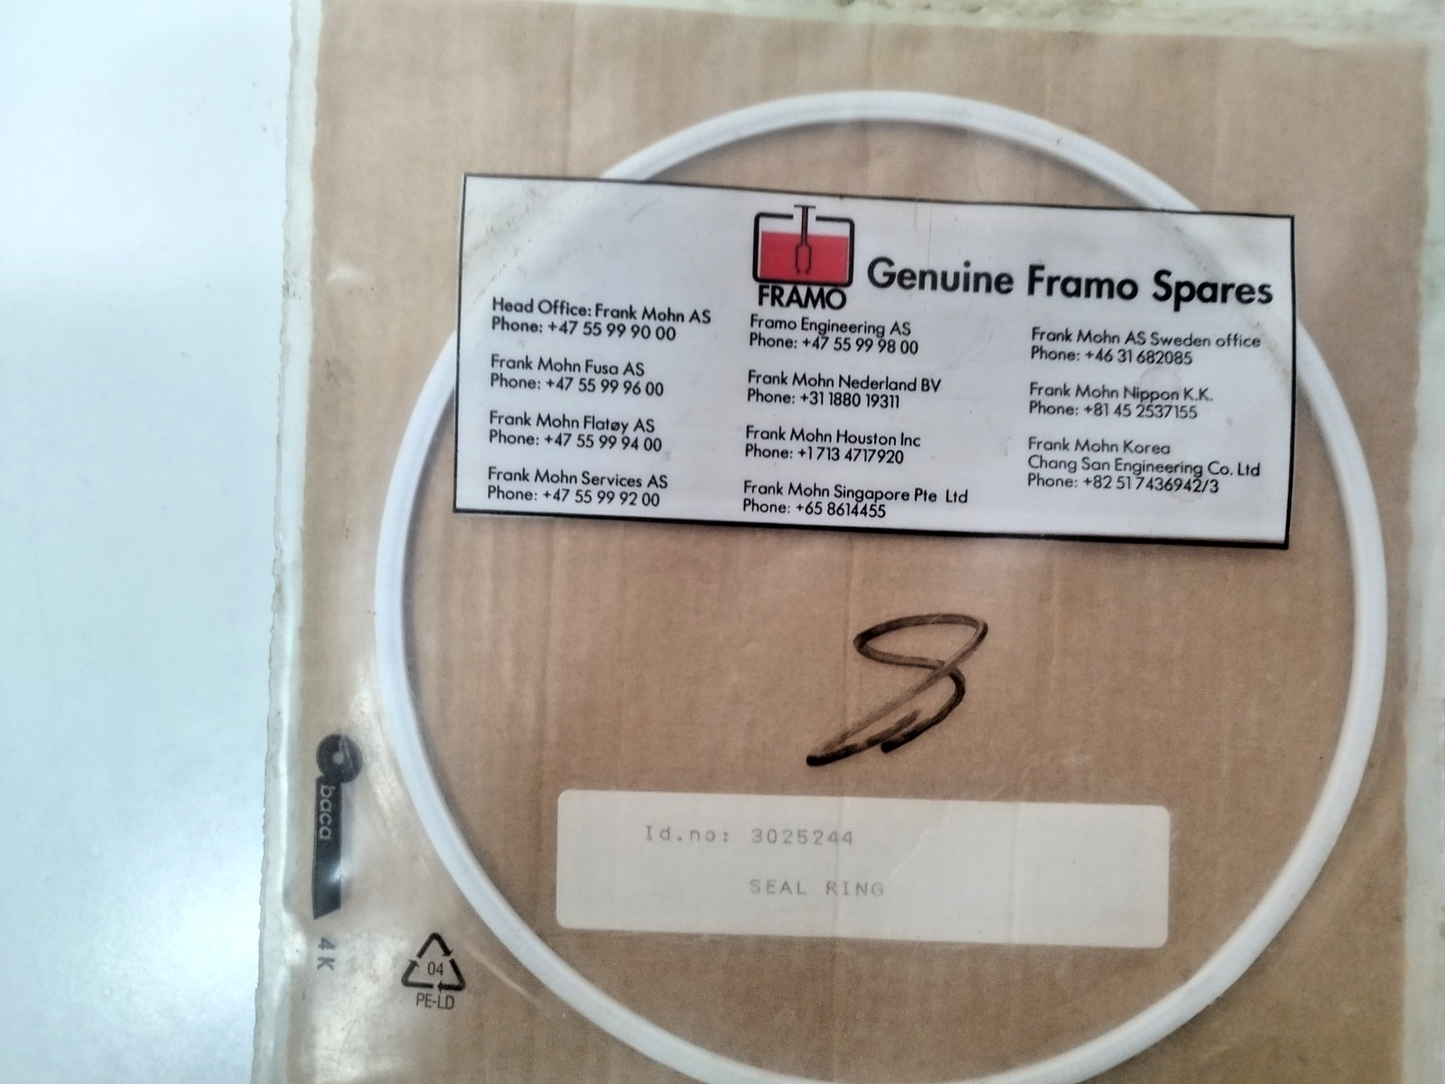 FRAMO
Genuine Framo Spares
Head Office: Frank Mohn AS
Phone: +47 55 99 90 00
Frank Mohn Fusa AS
Phone: +47 55 99 96 00
Frank Mohn Flatøy AS
Phone: +47 55 99 94 00
Frank Mohn Services AS
Phone: +47 55 99 92 00
Framo Engineering AS
Phone: +47 55 99 98 00
Frank Mohn Nederland BV
Phone: +31 1880 19311
Frank Mohn Houston Inc
Phone: +1 713 4717920
Frank Mohn Singapore Pte Ltd
Phone: +65 8614455
Frank Mohn AS Sweden office
Phone: +46 31 682085
Frank Mohn Nippon K.K.
Phone: +81 45 2537155
Frank Mohn Korea
Chang San Engineering Co. Ltd
Phone: +82 51 7436942/3
8
Id.no: 3025244
SEAL RING
baca
4K
04
PE-LD